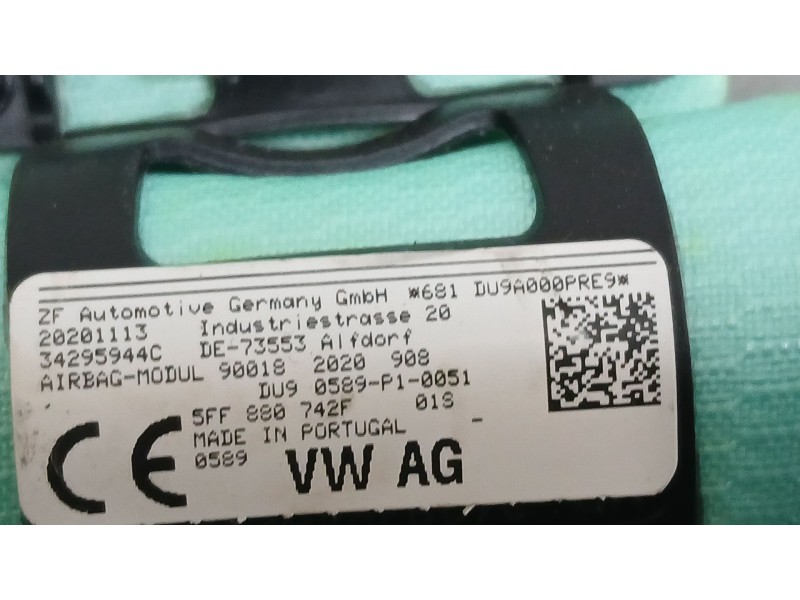 ZF Automotive Germany GmbH *681 DU9A000PRE9*
20201113 Industriestrasse 20
34295944C DE-73553 Alfdorf
AIRBAG-MODUL 90018 2020 908
DU9 0589-P1-0051
5FF 880 742F 01S
MADE IN PORTUGAL -
0589 VW AG
CE